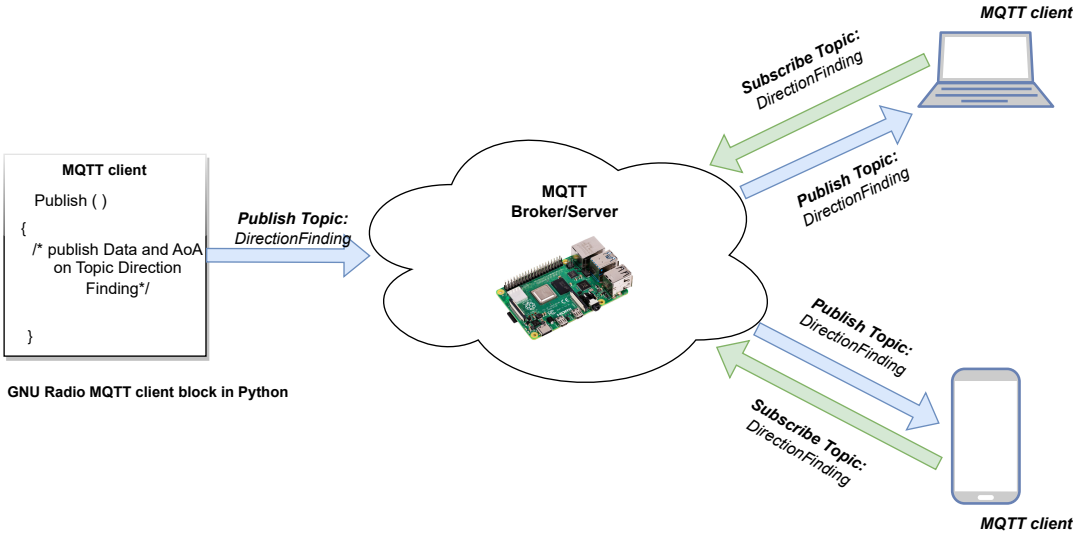 MQTT client
Subscribe Topic:
DirectionFinding
Publish Topic:
DirectionFinding
MQTT client
Publish ( )
{
/* publish Data and AoA
on Topic Direction
Finding*/
}
GNU Radio MQTT client block in Python
Publish Topic:
DirectionFinding
MQTT
Broker/Server
Publish Topic:
DirectionFinding
Subscribe Topic:
DirectionFinding
MQTT client